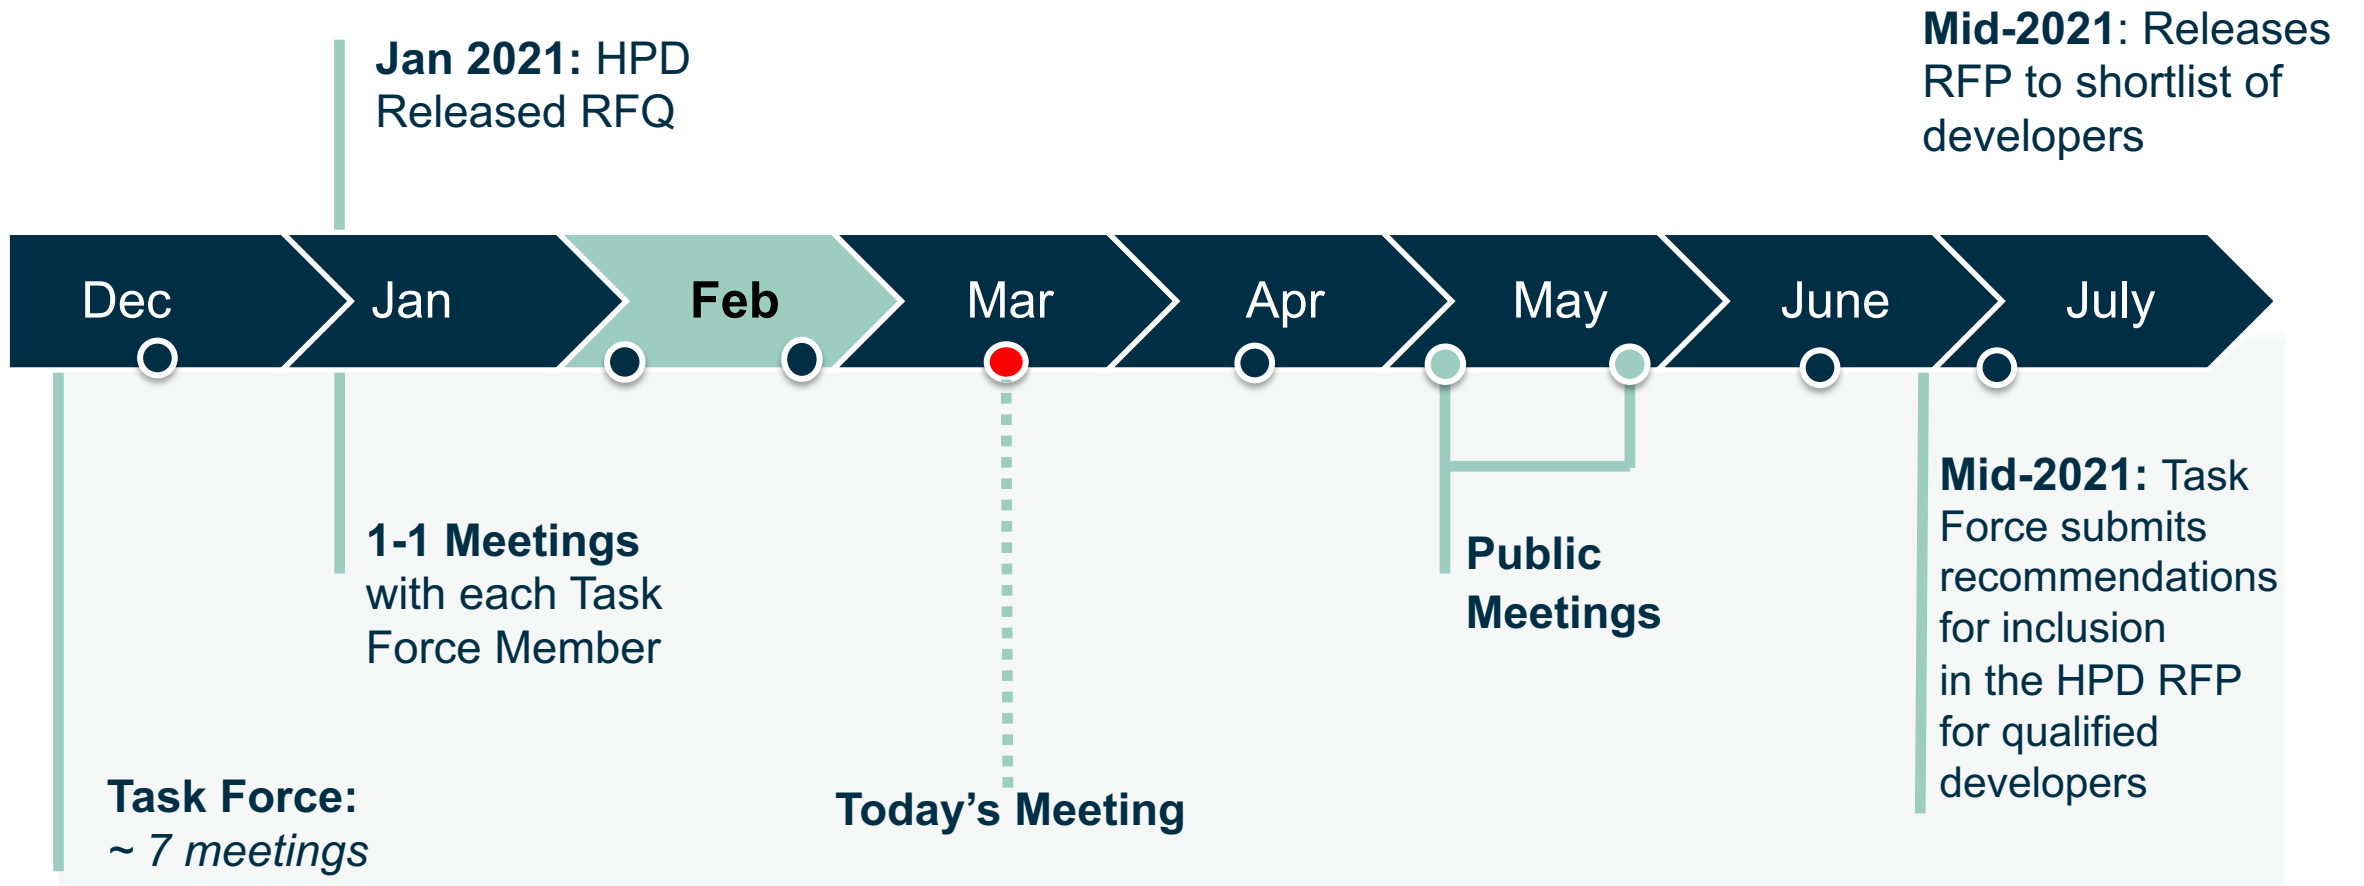 Jan 2021: HPD
Released RFQ
Mid-2021: Releases
RFP to shortlist of
developers
Dec
Jan
Feb
Mar
Apr
May
June
July
1-1 Meetings
with each Task
Force Member
Task Force:
~ 7 meetings
Today’s Meeting
Public
Meetings
Mid-2021: Task
Force submits
recommendations
for inclusion
in the HPD RFP
for qualified
developers